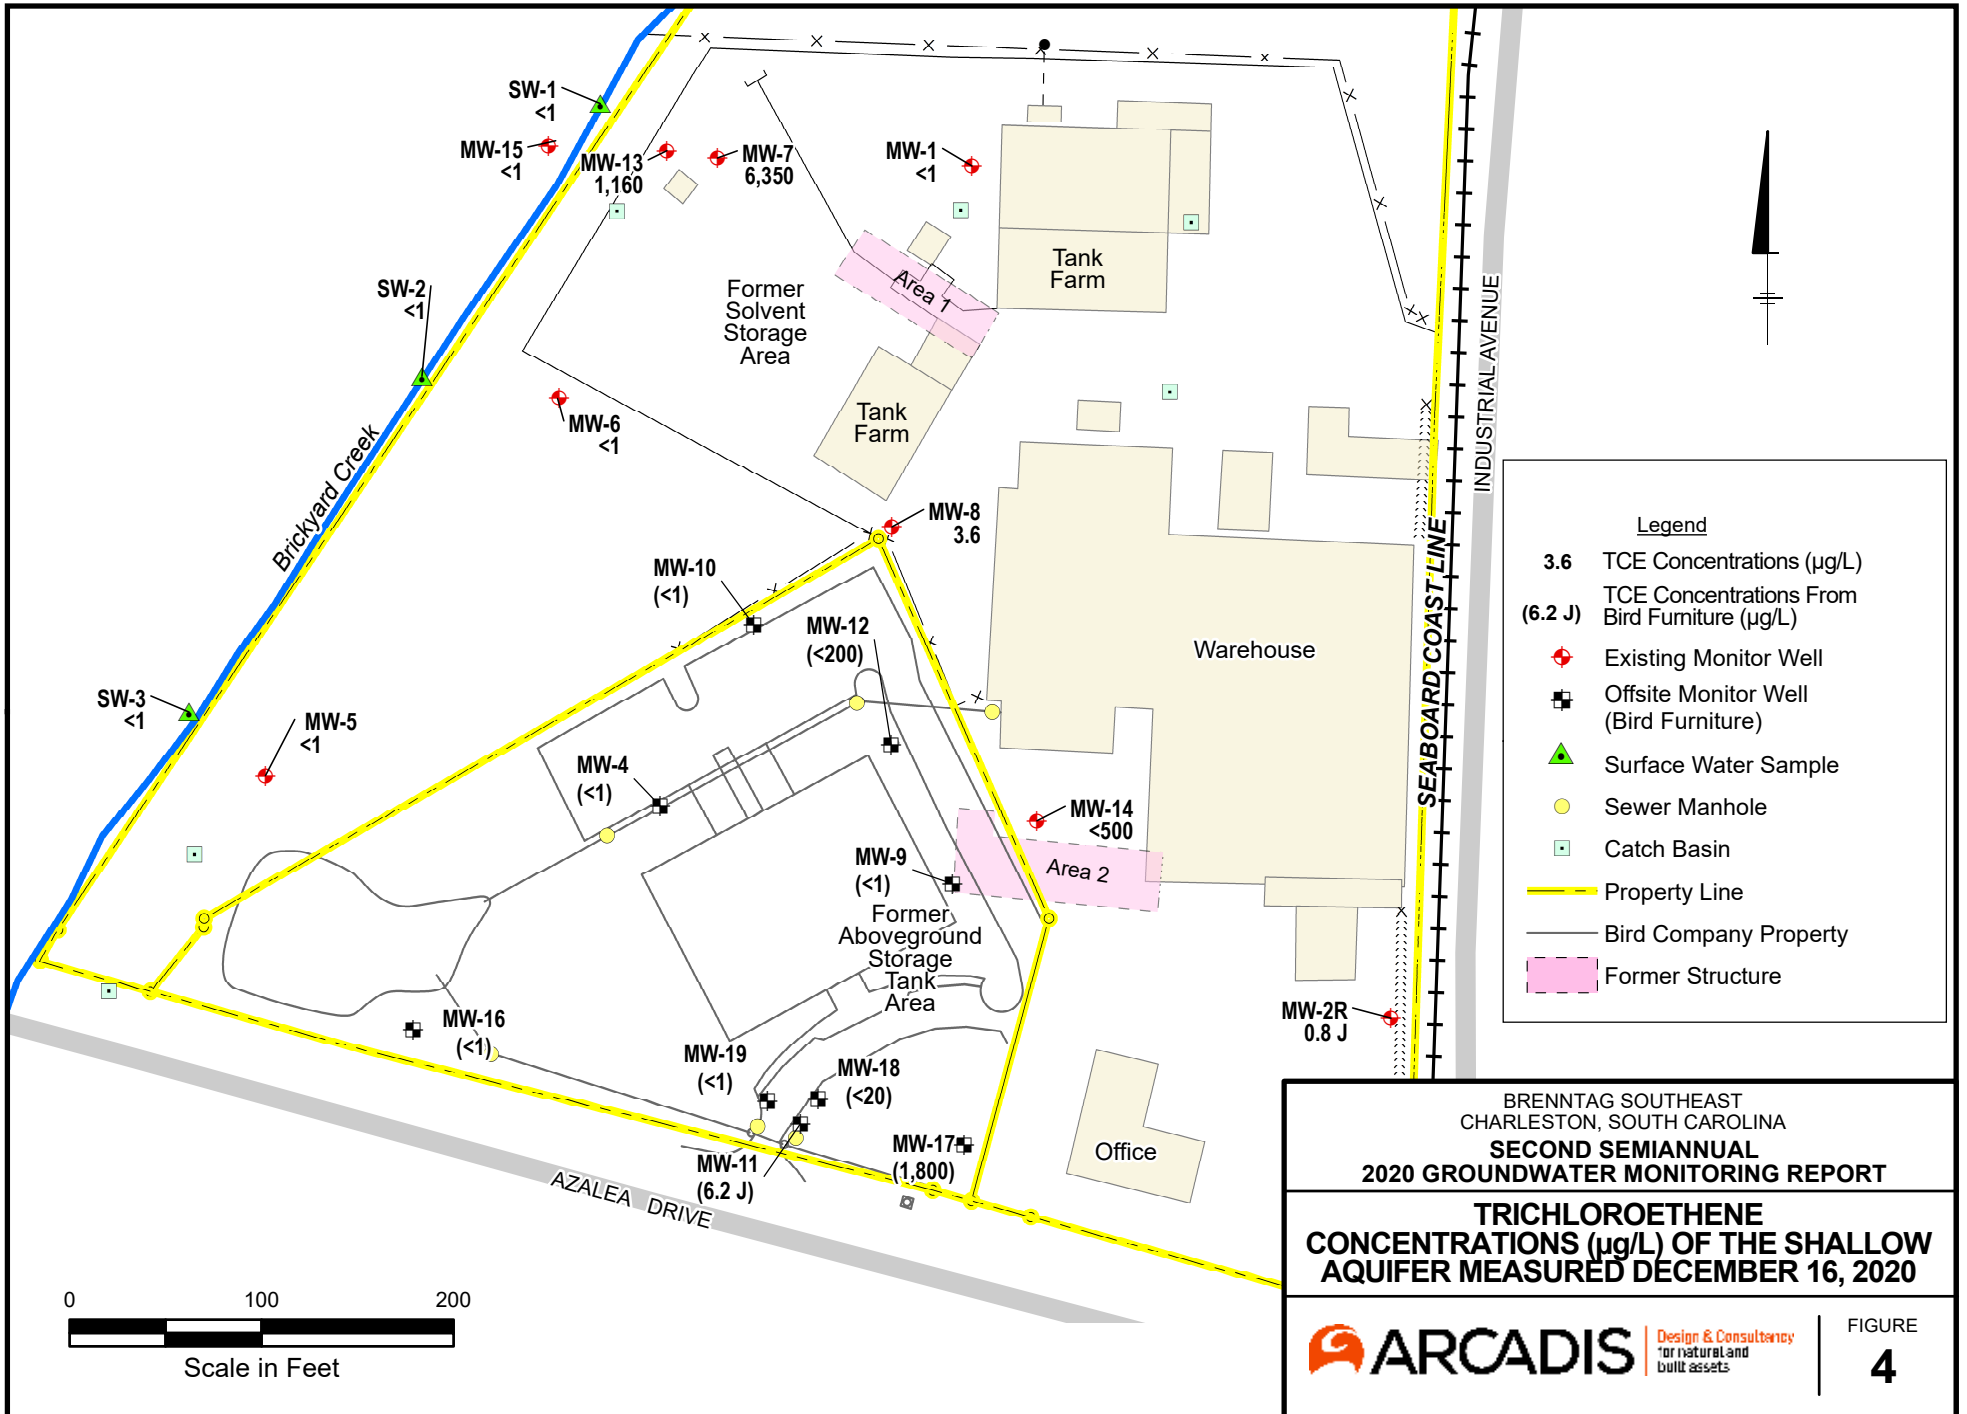 SW-1
<1
MW-15
<1
MW-13
1,160
MW-7
6,350
MW-1
<1
SW-2
<1
Former
Solvent
Storage
Area
Area 1
Tank
Farm
Tank
Farm
MW-6
<1
Brickyard Creek
MW-8
3.6
MW-10
(<1)
MW-12
(<200)
Warehouse
INDUSTRIAL AVENUE
SEABOARD COAST LINE
SW-3
<1
MW-5
<1
MW-4
(<1)
MW-14
<500
MW-9
(<1)
Area 2
Former
Aboveground
Storage
Tank
Area
MW-2R
0.8 J
MW-16
(<1)
MW-19
(<1)
MW-18
(<20)
MW-11
(6.2 J)
MW-17
(1,800)
Office
AZALEA DRIVE
0 100 200
Scale in Feet
Legend
3.6 TCE Concentrations (µg/L)
(6.2 J) TCE Concentrations From
Bird Furniture (µg/L)
Existing Monitor Well
Offsite Monitor Well
(Bird Furniture)
Surface Water Sample
Sewer Manhole
Catch Basin
Property Line
Bird Company Property
Former Structure
BRENNTAG SOUTHEAST
CHARLESTON, SOUTH CAROLINA
SECOND SEMIANNUAL
2020 GROUNDWATER MONITORING REPORT
TRICHLOROETHENE
CONCENTRATIONS (µg/L) OF THE SHALLOW
AQUIFER MEASURED DECEMBER 16, 2020
ARCADIS
Design & Consultancy
for natural and
built assets
FIGURE
4